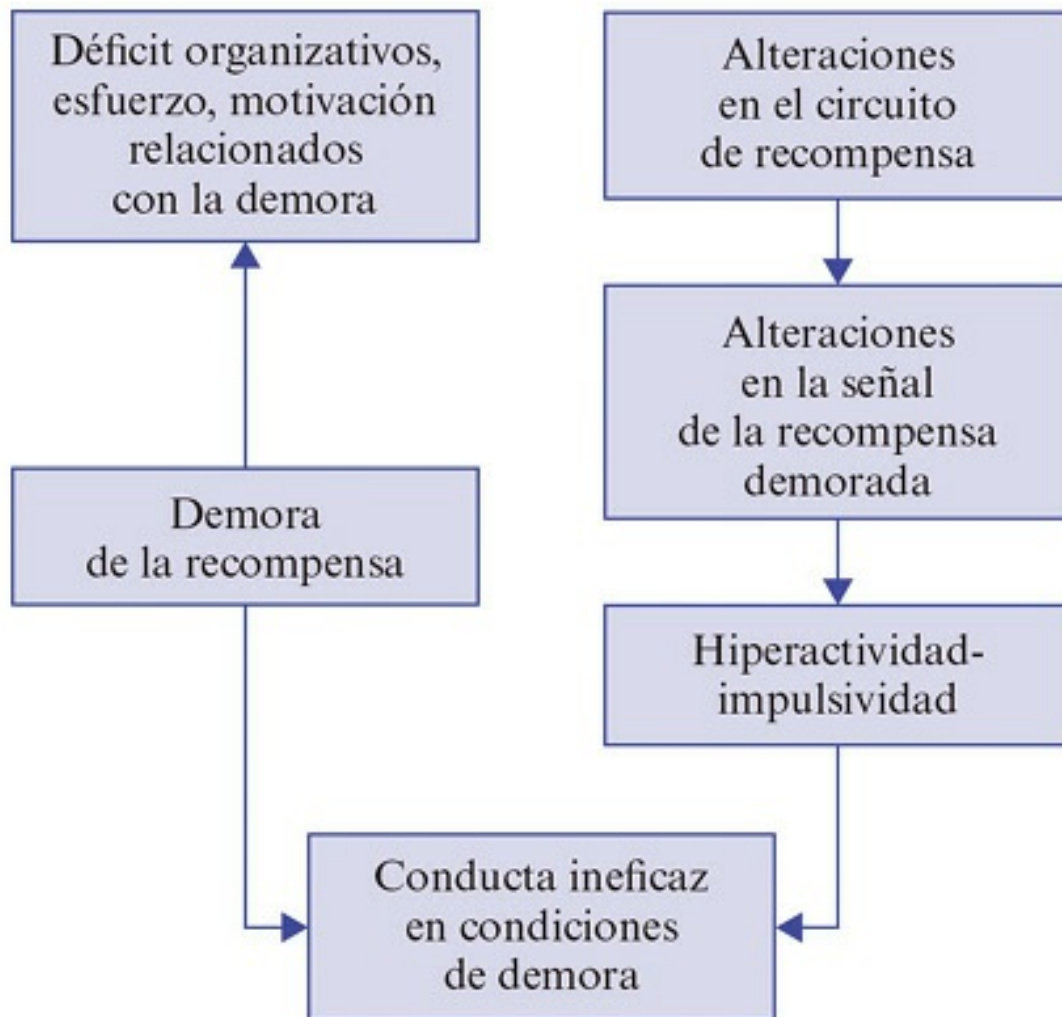 Déficit organizativos,
esfuerzo, motivación
relacionados
con la demora
Alteraciones
en el circuito
de recompensa
Alteraciones
en la señal
de la recompensa
demorada
Demora
de la recompensa
Hiperactividad-
impulsividad
Conducta ineficaz
en condiciones
de demora